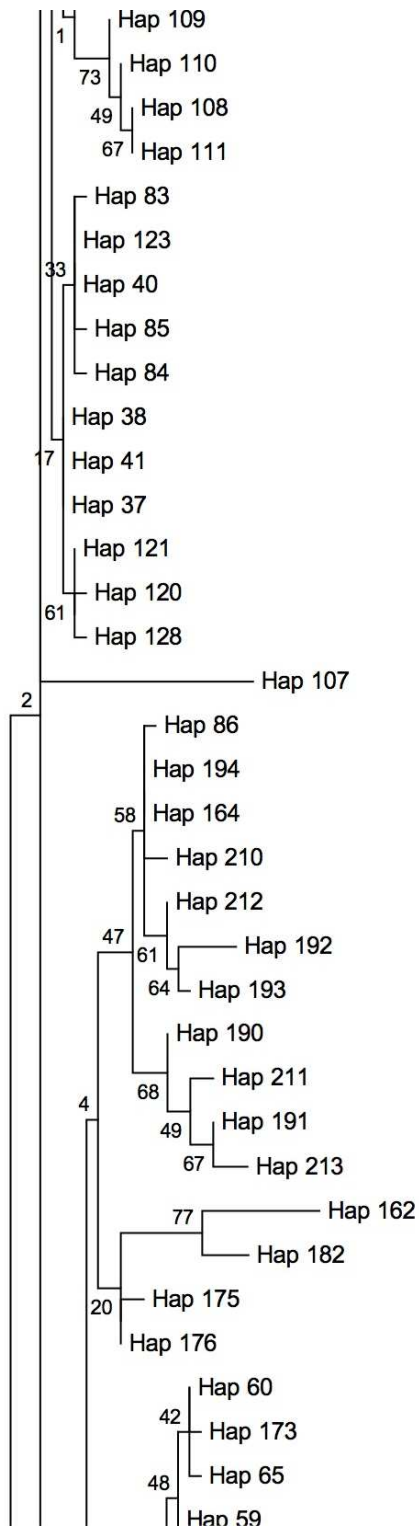 Hap 109
1
Hap 110
73
Hap 108
49
Hap 111
67
Hap 83
Hap 123
33
Hap 40
Hap 85
Hap 84
Hap 38
17
Hap 41
Hap 37
Hap 121
Hap 120
61
Hap 128
Hap 107
2
Hap 86
Hap 194
58
Hap 164
Hap 210
Hap 212
47
Hap 192
61
64
Hap 193
Hap 190
Hap 211
68
4
Hap 191
49
67
Hap 213
77
Hap 162
Hap 182
Hap 175
20
Hap 176
Hap 60
42
Hap 173
Hap 65
48
Hap 59